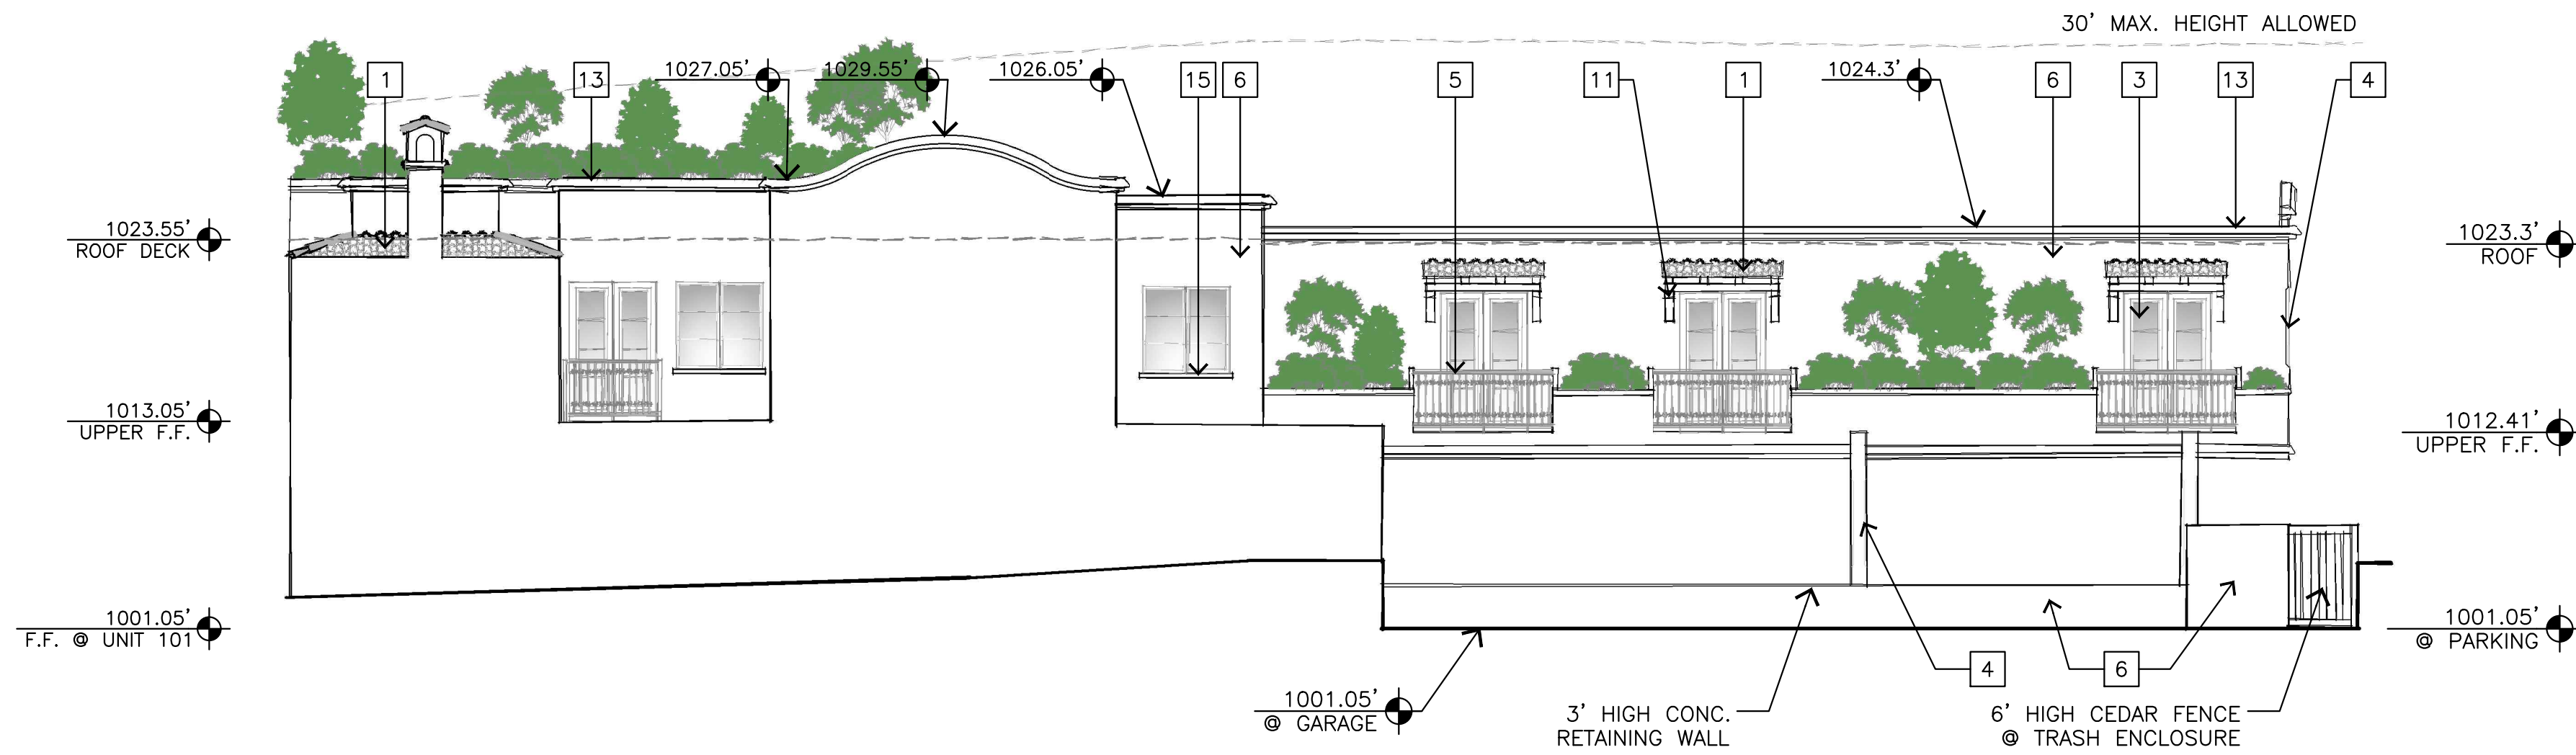 30' MAX. HEIGHT ALLOWED
1
13
1027.05'
1029.55'
1026.05'
15
6
5
11
1
1024.3'
6
3
13
4
1023.55'
ROOF DECK
1023.3'
ROOF
1013.05'
UPPER F.F.
1012.41'
UPPER F.F.
1001.05'
F.F. @ UNIT 101
1001.05'
@ PARKING
4
6
1001.05'
@ GARAGE
3' HIGH CONC.
RETAINING WALL
6' HIGH CEDAR FENCE
@ TRASH ENCLOSURE